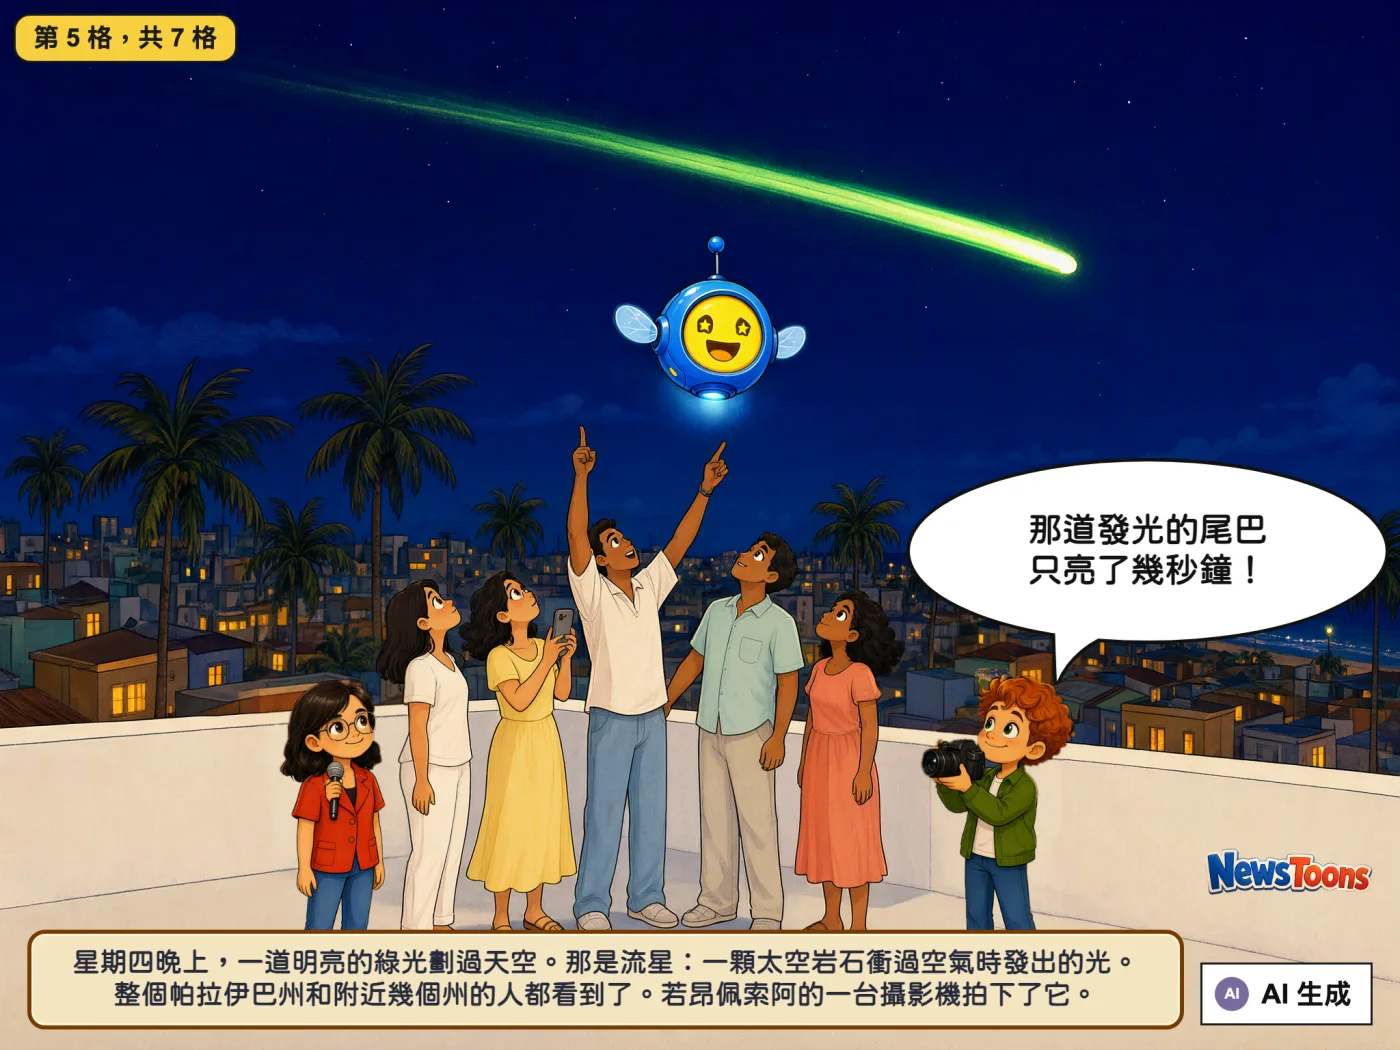 第 5 格，共 7 格
那道發光的尾巴
只亮了幾秒鐘！
NewsToons
星期四晚上，一道明亮的綠光劃過天空。那是流星：一顆太空岩石衝過空氣時發出的光。
整個帕拉伊巴州和附近幾個州的人都看到了。若昂佩索阿的一台攝影機拍下了它。
AI AI 生成